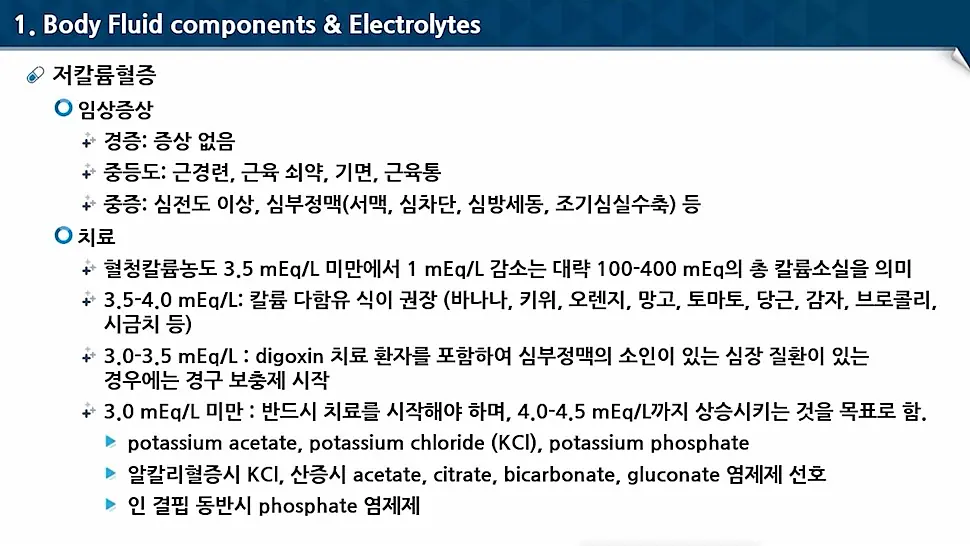 1. Body Fluid components & Electrolytes
저칼륨혈증
임상증상
경증: 증상 없음
중등도: 근경련, 근육 쇠약, 기면, 근육통
중증: 심전도 이상, 심부정맥(서맥, 심차단, 심방세동, 조기심실수축) 등
치료
혈청칼륨농도 3.5 mEq/L 미만에서 1 mEq/L 감소는 대략 100-400 mEq의 총 칼륨소실을 의미
3.5-4.0 mEq/L: 칼륨 다함유 식이 권장 (바나나, 키위, 오렌지, 망고, 토마토, 당근, 감자, 브로콜리,
시금치 등)
3.0-3.5 mEq/L : digoxin 치료 환자를 포함하여 심부정맥의 소인이 있는 심장 질환이 있는
경우에는 경구 보충제 시작
3.0 mEq/L 미만 : 반드시 치료를 시작해야 하며, 4.0-4.5 mEq/L까지 상승시키는 것을 목표로 함.
potassium acetate, potassium chloride (KCl), potassium phosphate
알칼리혈증시 KCl, 산증시 acetate, citrate, bicarbonate, gluconate 염제제 선호
인 결핍 동반시 phosphate 염제제